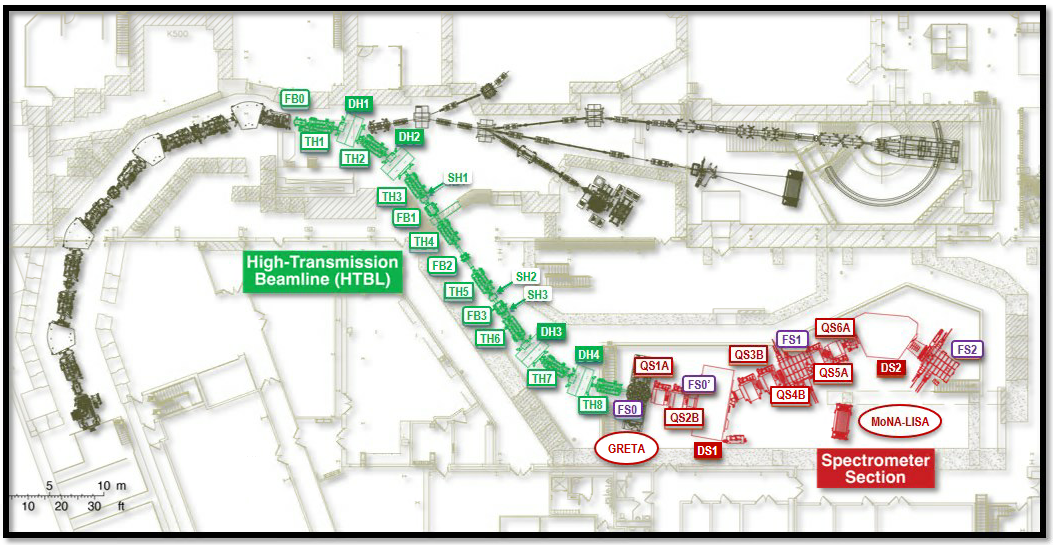 K500
FB0
DH1
TH1
DH2
TH2
SH1
TH3
FB1
TH4
High-Transmission
Beamline (HTBL)
FB2
SH2
TH5
SH3
FB3
TH6
DH3
DH4
TH7
TH8
QS1A
FS0
FS0'
QS2B
GRETA
DS1
QS3B
FS1
QS6A
QS5A
QS4B
DS2
FS2
MoNA-LISA
Spectrometer
Section
5 10 m
10 20 30 ft